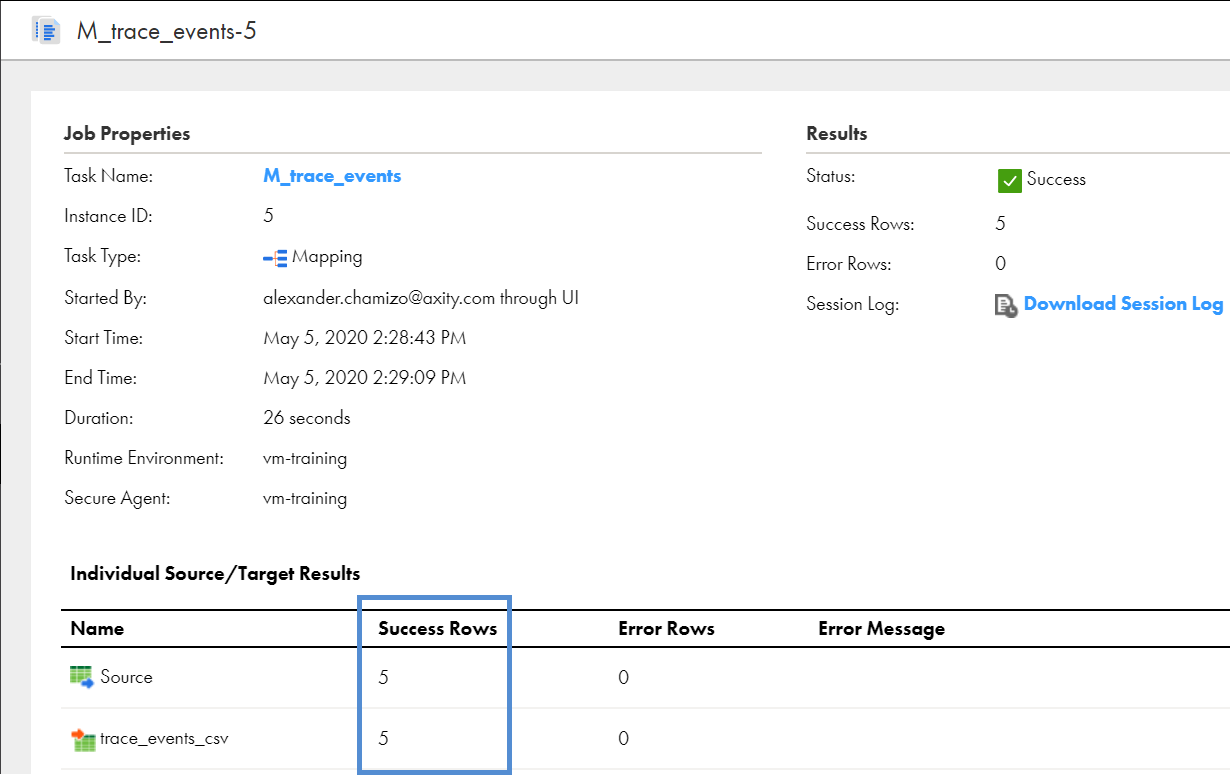 M_trace_events-5
Job Properties
Task Name: M_trace_events
Instance ID: 5
Task Type: Mapping
Started By: alexander.chamizo@axity.com through UI
Start Time: May 5, 2020 2:28:43 PM
End Time: May 5, 2020 2:29:09 PM
Duration: 26 seconds
Runtime Environment: vm-training
Secure Agent: vm-training
Results
Status: Success
Success Rows: 5
Error Rows: 0
Session Log: Download Session Log
Individual Source/Target Results
Name Success Rows Error Rows Error Message
Source 5 0
trace_events_csv 5 0